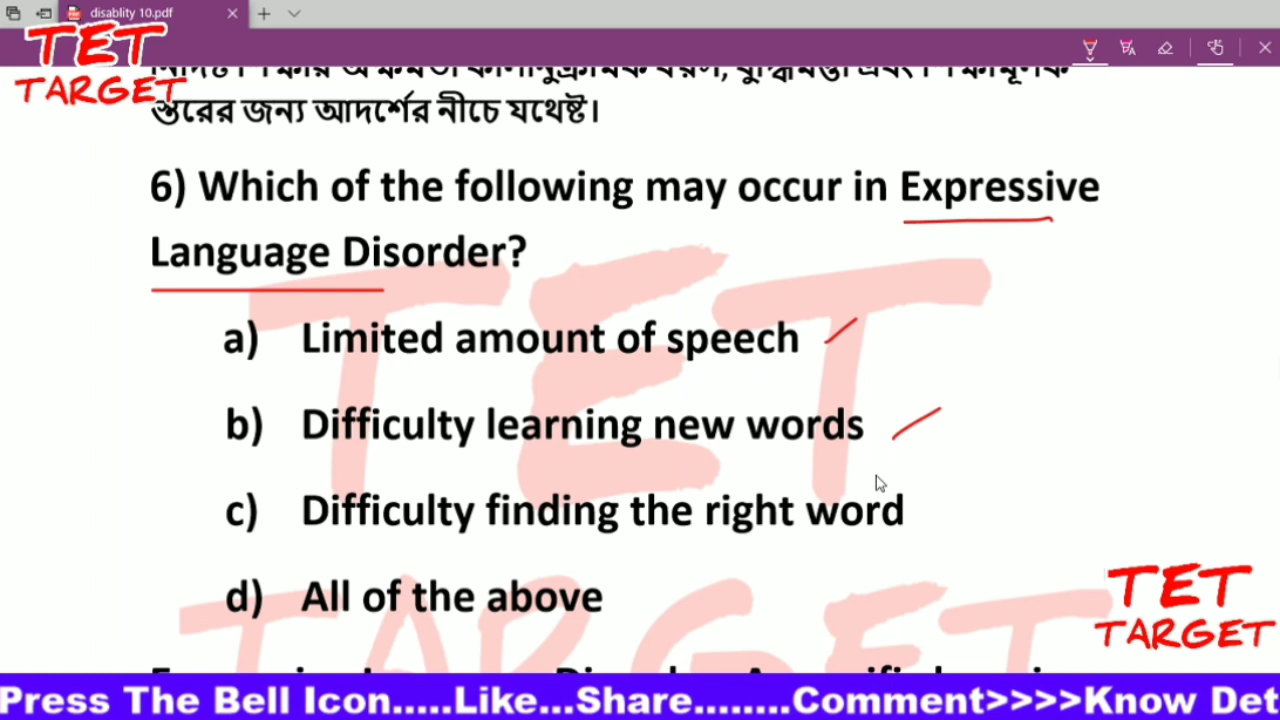 disablity 10.pdf
TET
TARGET
স্তরের জন্য আদর্শের নীচে যথেষ্ট।
6) Which of the following may occur in Expressive
Language Disorder?
a) Limited amount of speech
b) Difficulty learning new words
c) Difficulty finding the right word
d) All of the above
TET
TARGET
TET
TARGET
Press The Bell Icon.....Like...Share........Comment>>>>Know Det